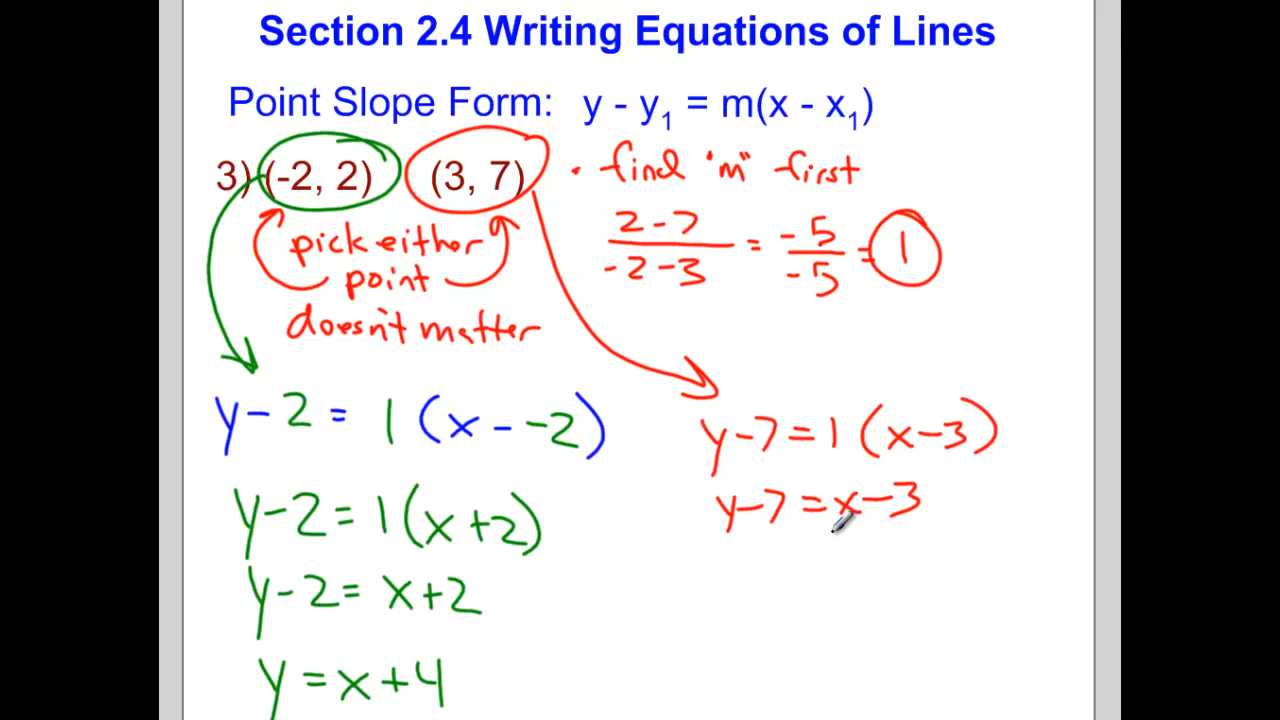 Section 2.4 Writing Equations of Lines
Point Slope Form: y - y₁ = m(x - x₁)
3) (-2, 2) (3, 7)
• find "m" first
2-7
-2-3
= -5
-5
= 1
pick either
point
doesn't matter
y-2 = 1(x - -2)
y-2 = 1(x+2)
y-2 = x+2
y = x+4
y-7 = 1(x-3)
y-7 = x-3